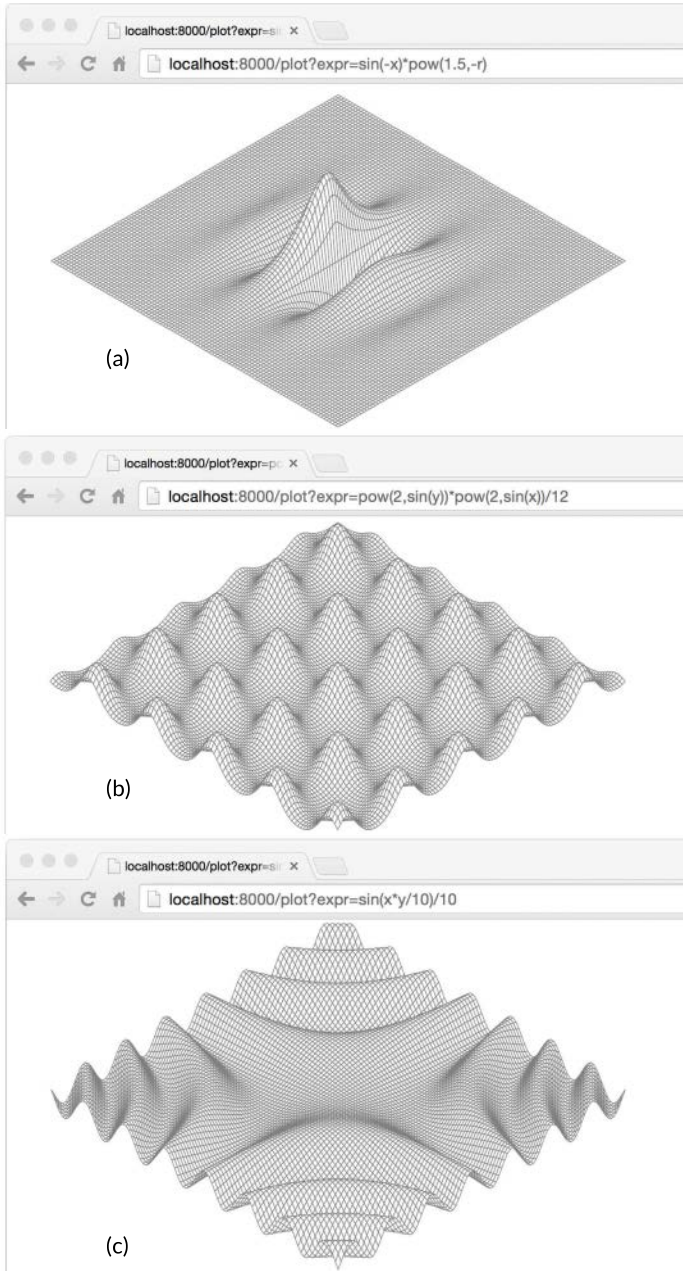 localhost:8000/plot?expr=si
localhost:8000/plot?expr=sin(-x)*pow(1.5,-r)
(a)
localhost:8000/plot?expr=po
localhost:8000/plot?expr=pow(2,sin(y))*pow(2,sin(x))/12
(b)
localhost:8000/plot?expr=si
localhost:8000/plot?expr=sin(x*y/10)/10
(c)